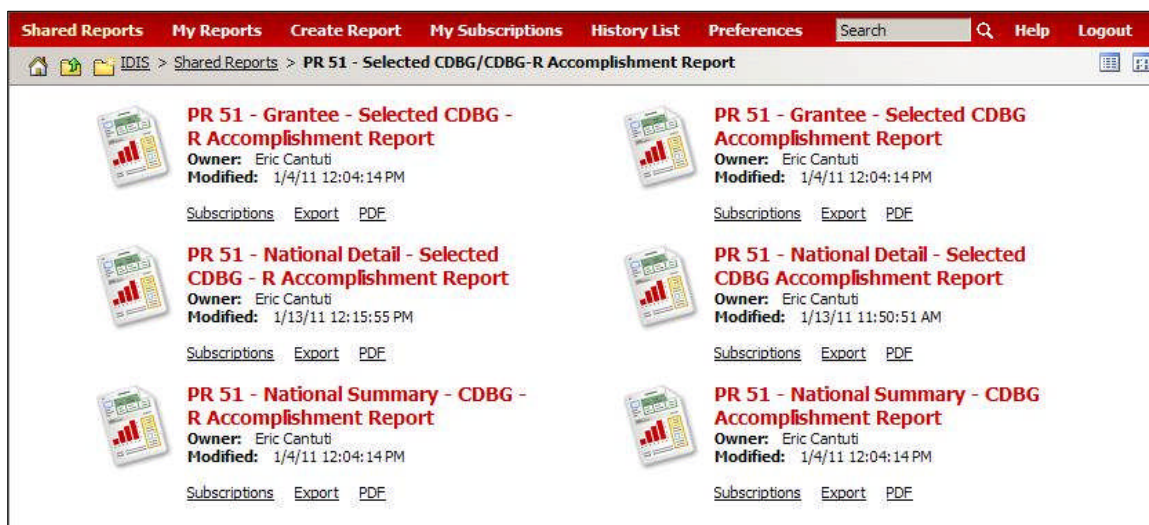 Shared Reports My Reports Create Report My Subscriptions History List Preferences Search Help Logout
IDIS > Shared Reports > PR 51 - Selected CDBG/CDBG-R Accomplishment Report
PR 51 - Grantee - Selected CDBG -
R Accomplishment Report
Owner: Eric Cantuti
Modified: 1/4/11 12:04:14 PM
Subscriptions Export PDF
PR 51 - Grantee - Selected CDBG
Accomplishment Report
Owner: Eric Cantuti
Modified: 1/4/11 12:04:14 PM
Subscriptions Export PDF
PR 51 - National Detail - Selected
CDBG - R Accomplishment Report
Owner: Eric Cantuti
Modified: 1/13/11 12:15:55 PM
Subscriptions Export PDF
PR 51 - National Detail - Selected
CDBG Accomplishment Report
Owner: Eric Cantuti
Modified: 1/13/11 11:50:51 AM
Subscriptions Export PDF
PR 51 - National Summary - CDBG -
R Accomplishment Report
Owner: Eric Cantuti
Modified: 1/4/11 12:04:14 PM
Subscriptions Export PDF
PR 51 - National Summary - CDBG
Accomplishment Report
Owner: Eric Cantuti
Modified: 1/4/11 12:04:14 PM
Subscriptions Export PDF